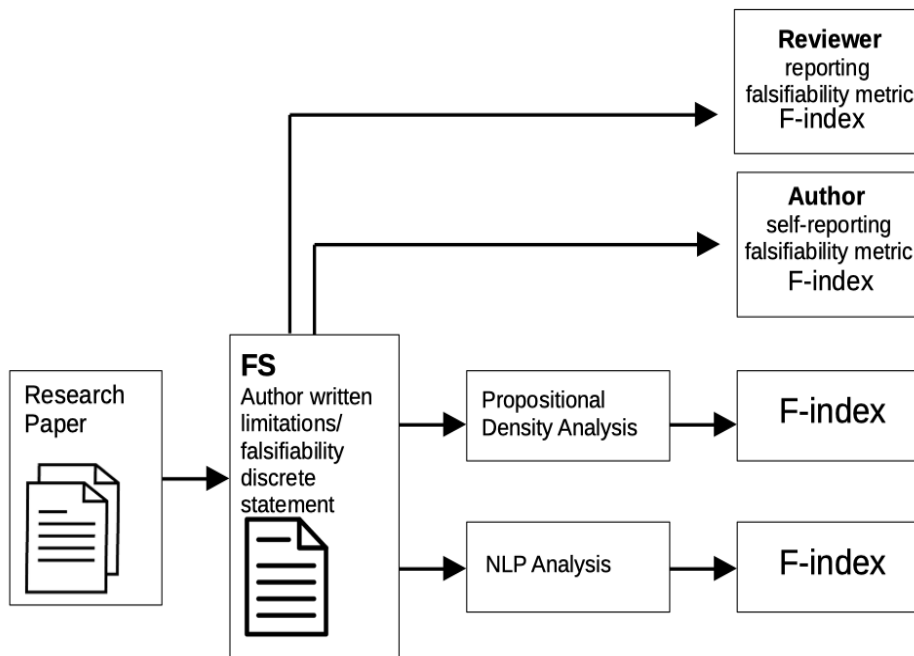 Reviewer
reporting
falsifiability metric
F-index
Author
self-reporting
falsifiability metric
F-index
Research
Paper
FS
Author written
limitations/
falsifiability
discrete
statement
Propositional
Density Analysis
F-index
NLP Analysis
F-index